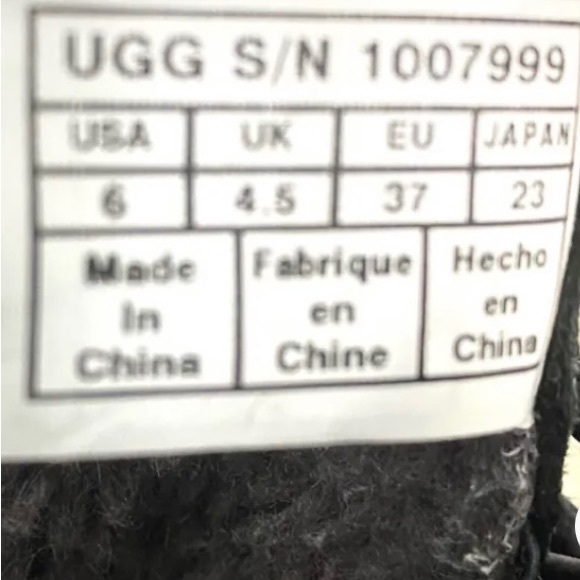 UGG S/N 1007999
USA UK EU JAPAN
6 4.5 37 23
Made Fabrique Hecho
In en en
China Chine China